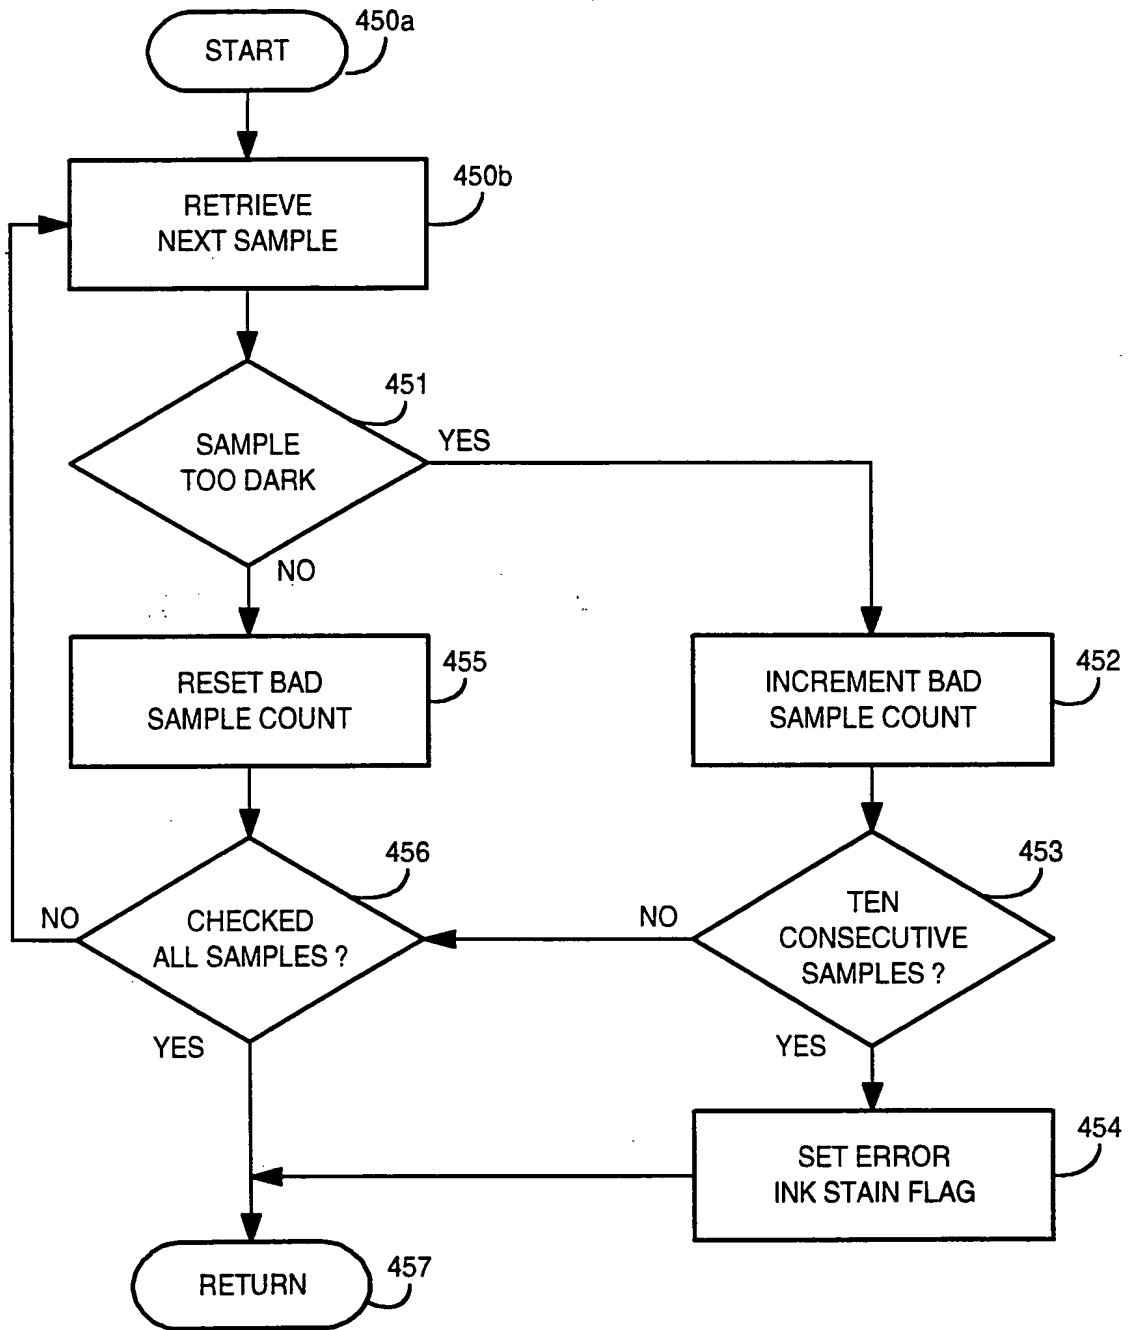 START
450a
RETRIEVE
NEXT SAMPLE
450b
SAMPLE
TOO DARK
451
YES
NO
RESET BAD
SAMPLE COUNT
455
INCREMENT BAD
SAMPLE COUNT
452
CHECKED
ALL SAMPLES ?
456
NO
YES
TEN
CONSECUTIVE
SAMPLES ?
453
NO
YES
SET ERROR
INK STAIN FLAG
454
RETURN
457